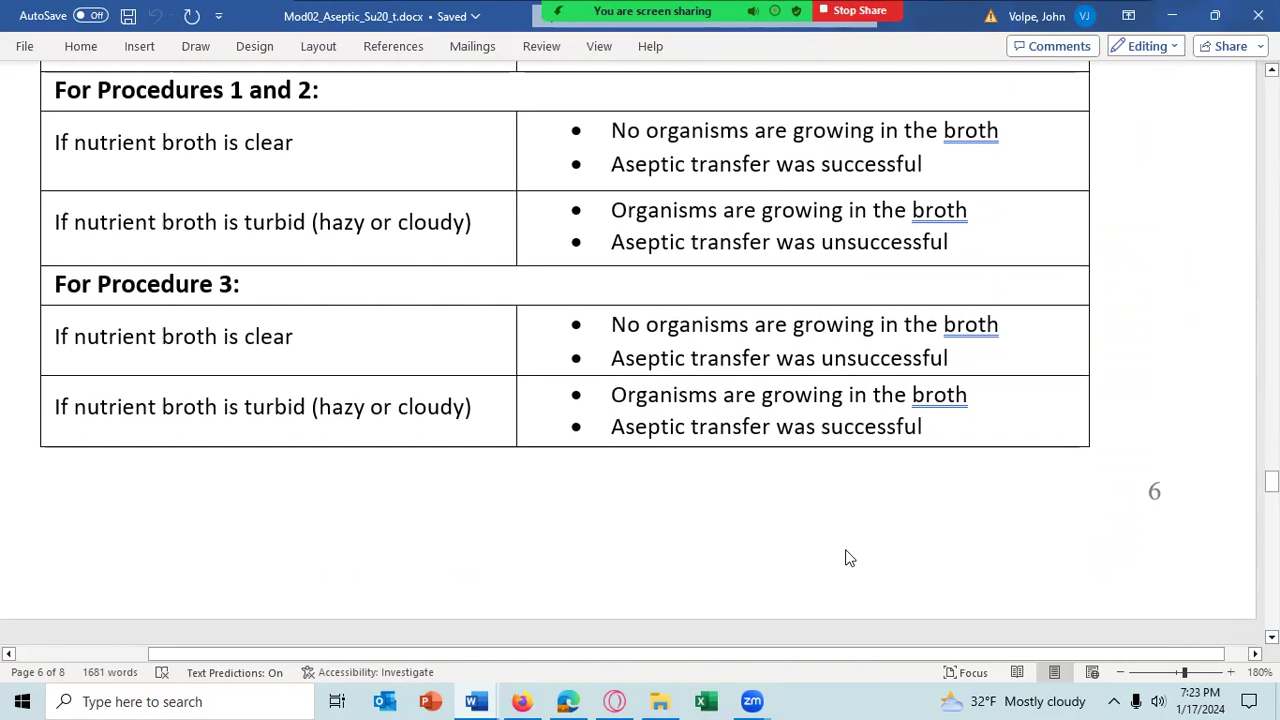 AutoSave Off Mod02_Aseptic_Su20_t.docx • Saved You are screen sharing Stop Share Volpe, John VJ
File Home Insert Draw Design Layout References Mailings Review View Help Comments Editing Share
For Procedures 1 and 2:
If nutrient broth is clear
• No organisms are growing in the broth
• Aseptic transfer was successful
If nutrient broth is turbid (hazy or cloudy)
• Organisms are growing in the broth
• Aseptic transfer was unsuccessful
For Procedure 3:
If nutrient broth is clear
• No organisms are growing in the broth
• Aseptic transfer was unsuccessful
If nutrient broth is turbid (hazy or cloudy)
• Organisms are growing in the broth
• Aseptic transfer was successful
6
Page 6 of 8 1681 words Text Predictions: On Accessibility: Investigate Focus 180%
Type here to search 32°F Mostly cloudy 7:23 PM
1/17/2024